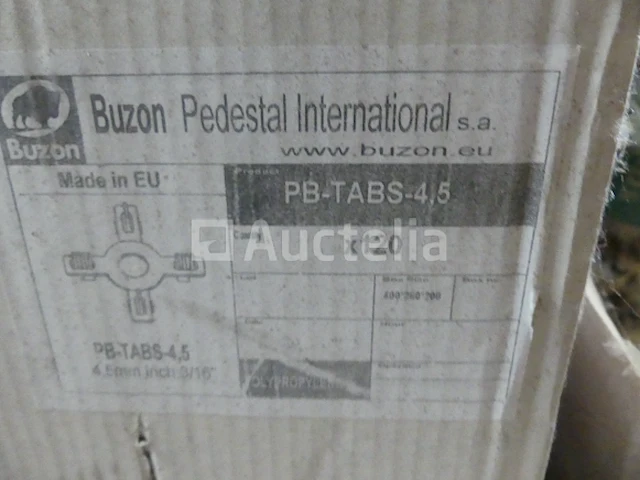 Buzon Pedestal International s.a.
Buzon
www.buzon.eu
Made in EU
Product
PB-TABS-4,5
Auctelia
PB-TABS-4,5
4.5mm inch 3/16"